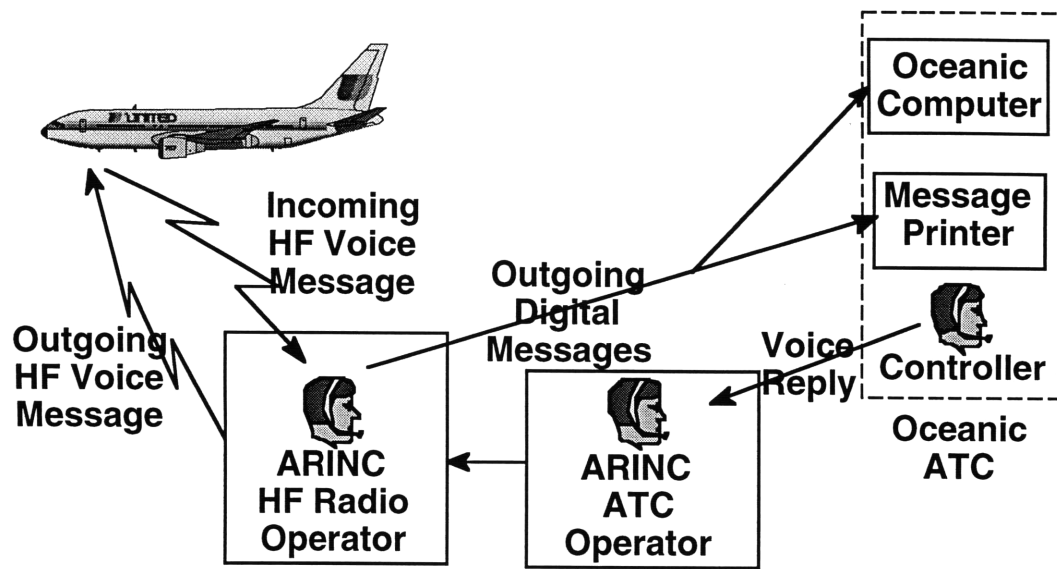 UNITED
Oceanic
Computer
Message
Printer
Incoming
HF Voice
Message
Outgoing
Digital
Messages
Outgoing
HF Voice
Message
Voice
Reply
Controller
Oceanic
ATC
ARINC
HF Radio
Operator
ARINC
ATC
Operator